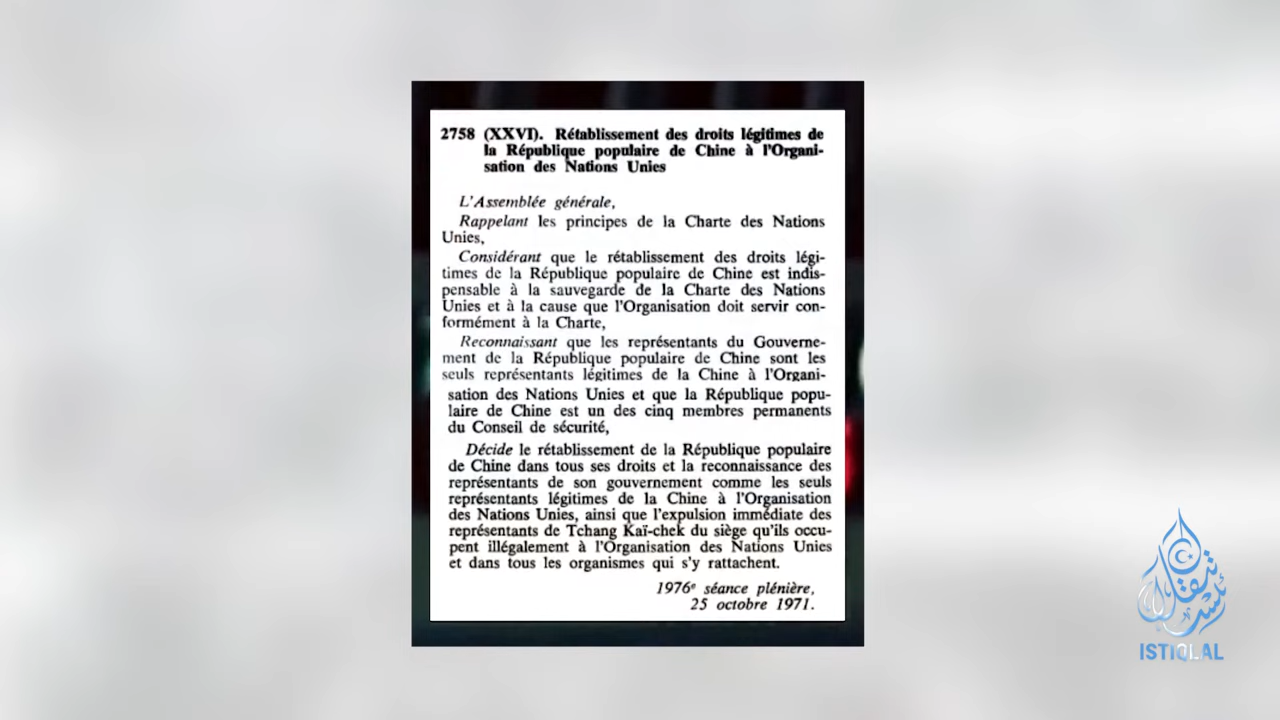 2758 (XXVI). Rétablissement des droits légitimes de
la République populaire de Chine à l'Organi-
sation des Nations Unies
L'Assemblée générale,
Rappelant les principes de la Charte des Nations
Unies,
Considérant que le rétablissement des droits légi-
times de la République populaire de Chine est indis-
pensable à la sauvegarde de la Charte des Nations
Unies et à la cause que l'Organisation doit servir con-
formément à la Charte,
Reconnaissant que les représentants du Gouverne-
ment de la République populaire de Chine sont les
seuls représentants légitimes de la Chine à l'Organi-
sation des Nations Unies et que la République popu-
laire de Chine est un des cinq membres permanents
du Conseil de sécurité,
Décide le rétablissement de la République populaire
de Chine dans tous ses droits et la reconnaissance des
représentants de son gouvernement comme les seuls
représentants légitimes de la Chine à l'Organisation
des Nations Unies, ainsi que l'expulsion immédiate des
représentants de Tchang Kaï-chek du siège qu'ils occu-
pent illégalement à l'Organisation des Nations Unies
et dans tous les organismes qui s'y rattachent.
1976e séance plénière,
25 octobre 1971.
ISTIQLAL